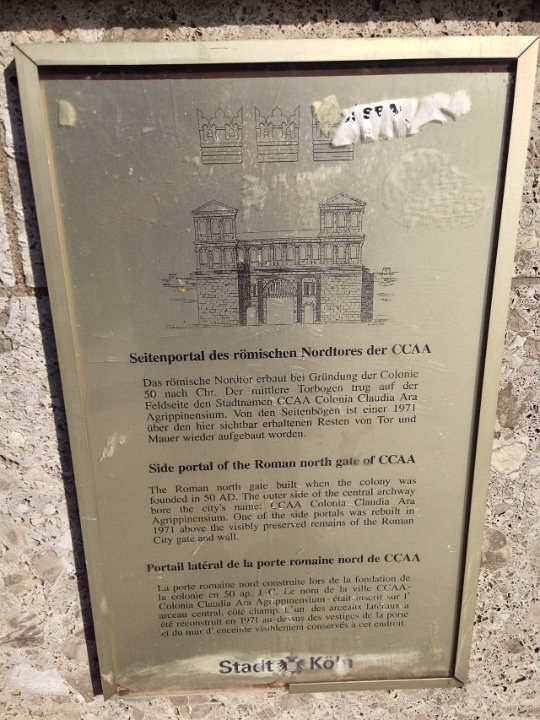 Seitenportal des römischen Nordtores der CCAA
Das römische Nordtor erbaut bei Gründung der Colonie
50 nach Chr. Der mittlere Torbogen trug auf der
Feldseite den Stadtnamen CCAA Colonia Claudia Ara
Agrippinensium. Von den Seitenbögen ist einer 1971
über den hier sichtbar erhaltenen Resten von Tor und
Mauer wieder aufgebaut worden.
Side portal of the Roman north gate of CCAA
The Roman north gate built when the colony was
founded in 50 AD. The outer side of the central archway
bore the city's name: CCAA Colonia Claudia Ara
Agrippinensium. One of the side portals was rebuilt in
1971 above the visibly preserved remains of the Roman
City gate and wall.
Portail latéral de la porte romaine nord de CCAA
La porte romaine nord construite lors de la fondation de
la colonie en 50 ap. J.-C. Le nom de la ville CCAA-
Colonia Claudia Ara Agrippinensium - était inscrit sur l'
arceau central, côté champ. L'un des arceaux latéraux a
été reconstruit en 1971 au-dessus des vestiges de la porte
et du mur d' enceinte visiblement conservés à cet endroit.
Stadt Köln